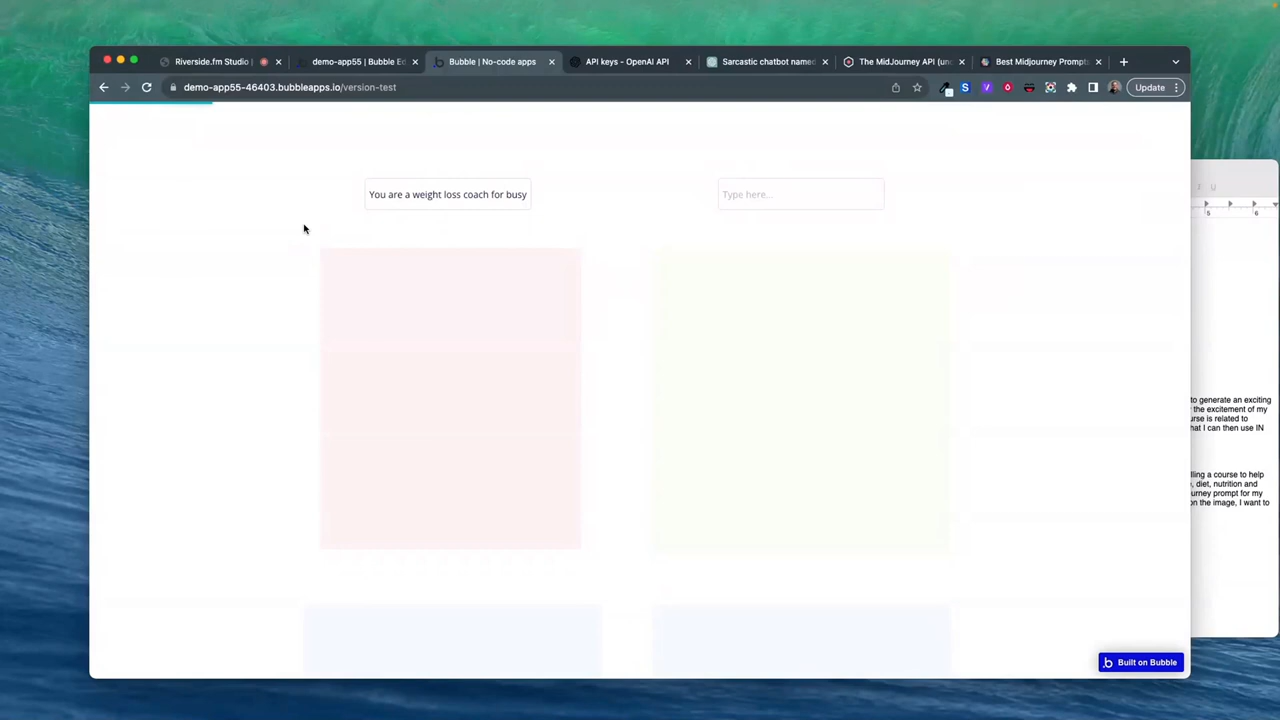 Riverside.fm Studio |
demo-app55 | Bubble Ed
Bubble | No-code apps
API keys - OpenAI API
Sarcastic chatbot named
The MidJourney API (un
Best Midjourney Prompts
demo-app55-46403.bubbleapps.io/version-test
Update
You are a weight loss coach for busy
Type here...
5
6
to generate an exciting
the excitement of my
urse is related to
hat I can then use IN
lling a course to help
, diet, nutrition and
urney prompt for my
on the image, I want to
Built on Bubble